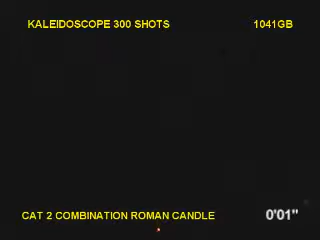 KALEIDOSCOPE 300 SHOTS 1041GB
CAT 2 COMBINATION ROMAN CANDLE 0'01"